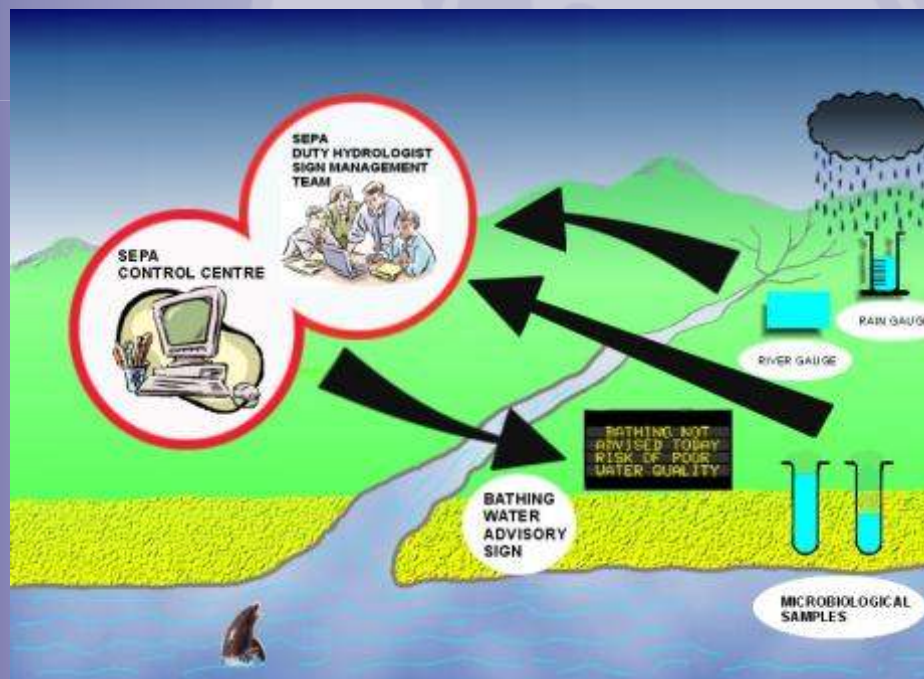 SEPA
DUTY HYDROLOGIST
SIGN MANAGEMENT
TEAM
SEPA
CONTROL CENTRE
RAIN GAUG
RIVER GAUGE
BATHING NOT
ADVISED TODAY
RISK OF POOR
WATER QUALITY
BATHING
WATER
ADVISORY
SIGN
MICROBIOLOGICAL
SAMPLES